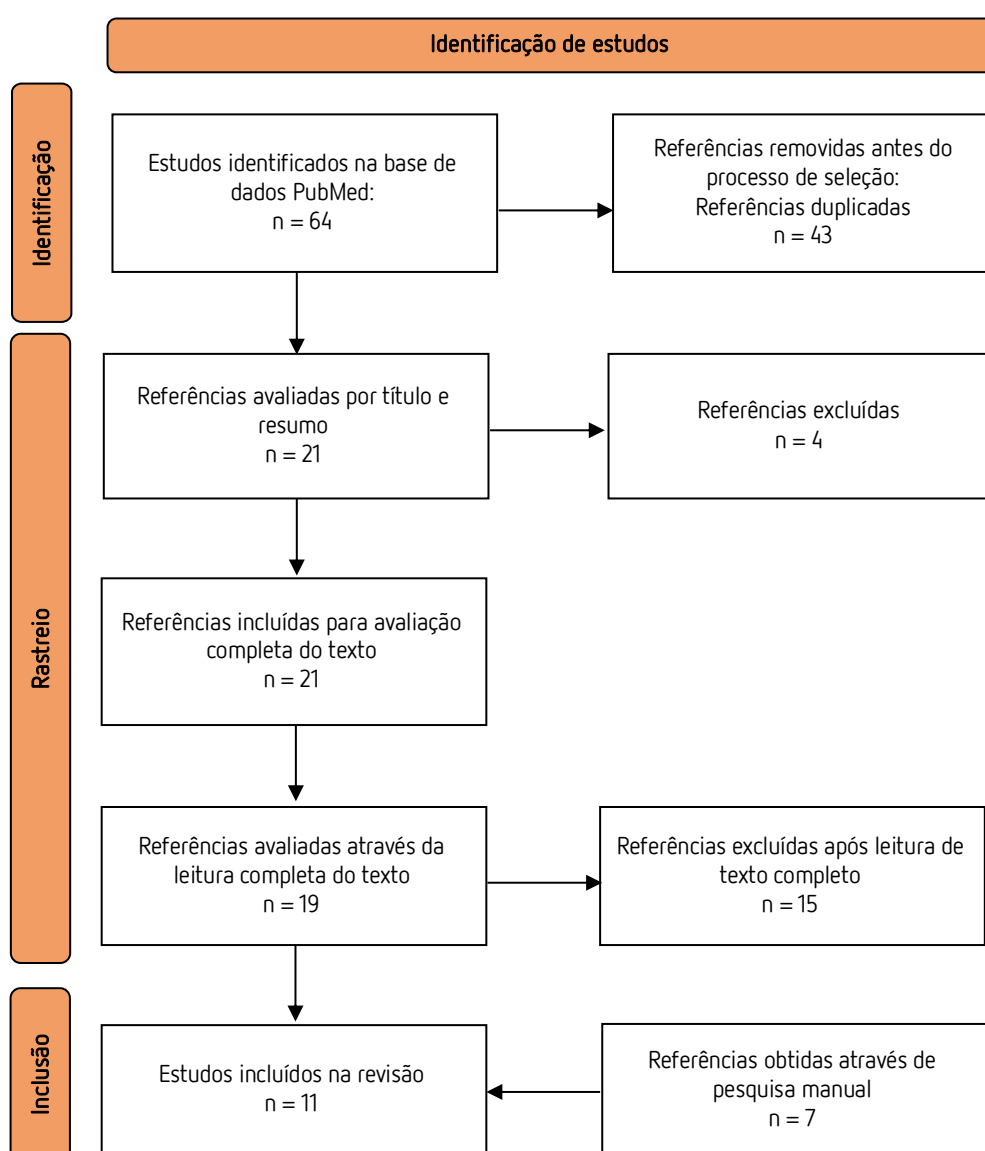 Identificação de estudos
Identificação
Estudos identificados na base de
dados PubMed:
n = 64
Referências removidas antes do
processo de seleção:
Referências duplicadas
n = 43
Rastreio
Referências avaliadas por título e
resumo
n = 21
Referências excluídas
n = 4
Referências incluídas para avaliação
completa do texto
n = 21
Referências avaliadas através da
leitura completa do texto
n = 19
Referências excluídas após leitura de
texto completo
n = 15
Inclusão
Estudos incluídos na revisão
n = 11
Referências obtidas através de
pesquisa manual
n = 7